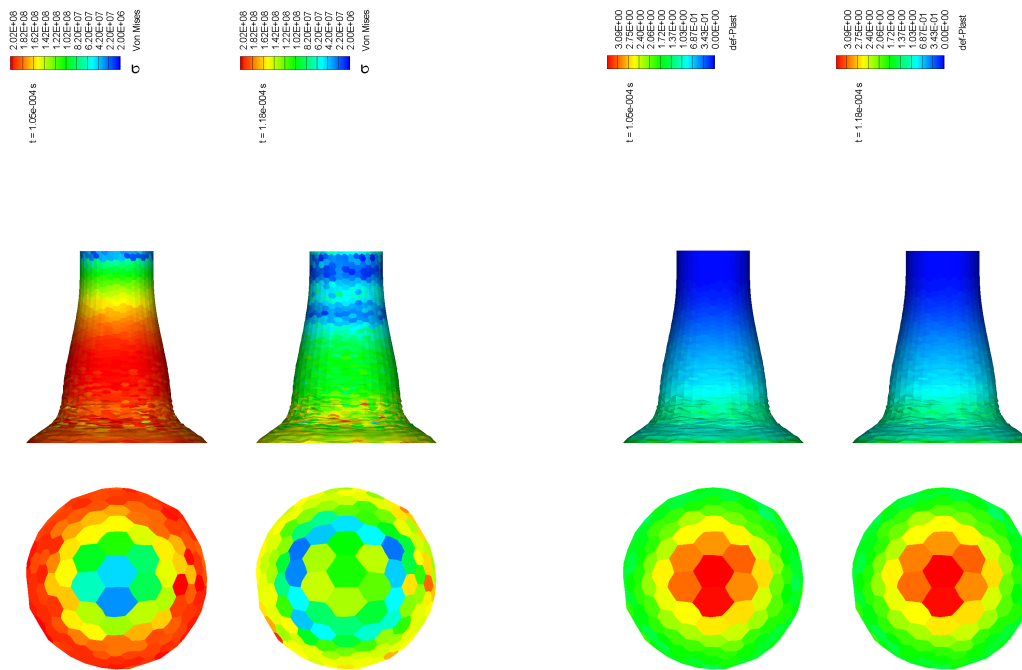 2.02E+08
1.82E+08
1.62E+08
1.42E+08
1.22E+08
1.02E+08
8.20E+07
6.20E+07
4.20E+07
2.20E+07
2.00E+06
σ Von Mises
t = 1.05e-004 s
2.02E+08
1.82E+08
1.62E+08
1.42E+08
1.22E+08
1.02E+08
8.20E+07
6.20E+07
4.20E+07
2.20E+07
2.00E+06
σ Von Mises
t = 1.18e-004 s
3.09E+00
2.75E+00
2.40E+00
2.06E+00
1.72E+00
1.37E+00
1.03E+00
6.87E-01
3.43E-01
0.00E+00
def-Plast
t = 1.05e-004 s
3.09E+00
2.75E+00
2.40E+00
2.06E+00
1.72E+00
1.37E+00
1.03E+00
6.87E-01
3.43E-01
0.00E+00
def-Plast
t = 1.18e-004 s